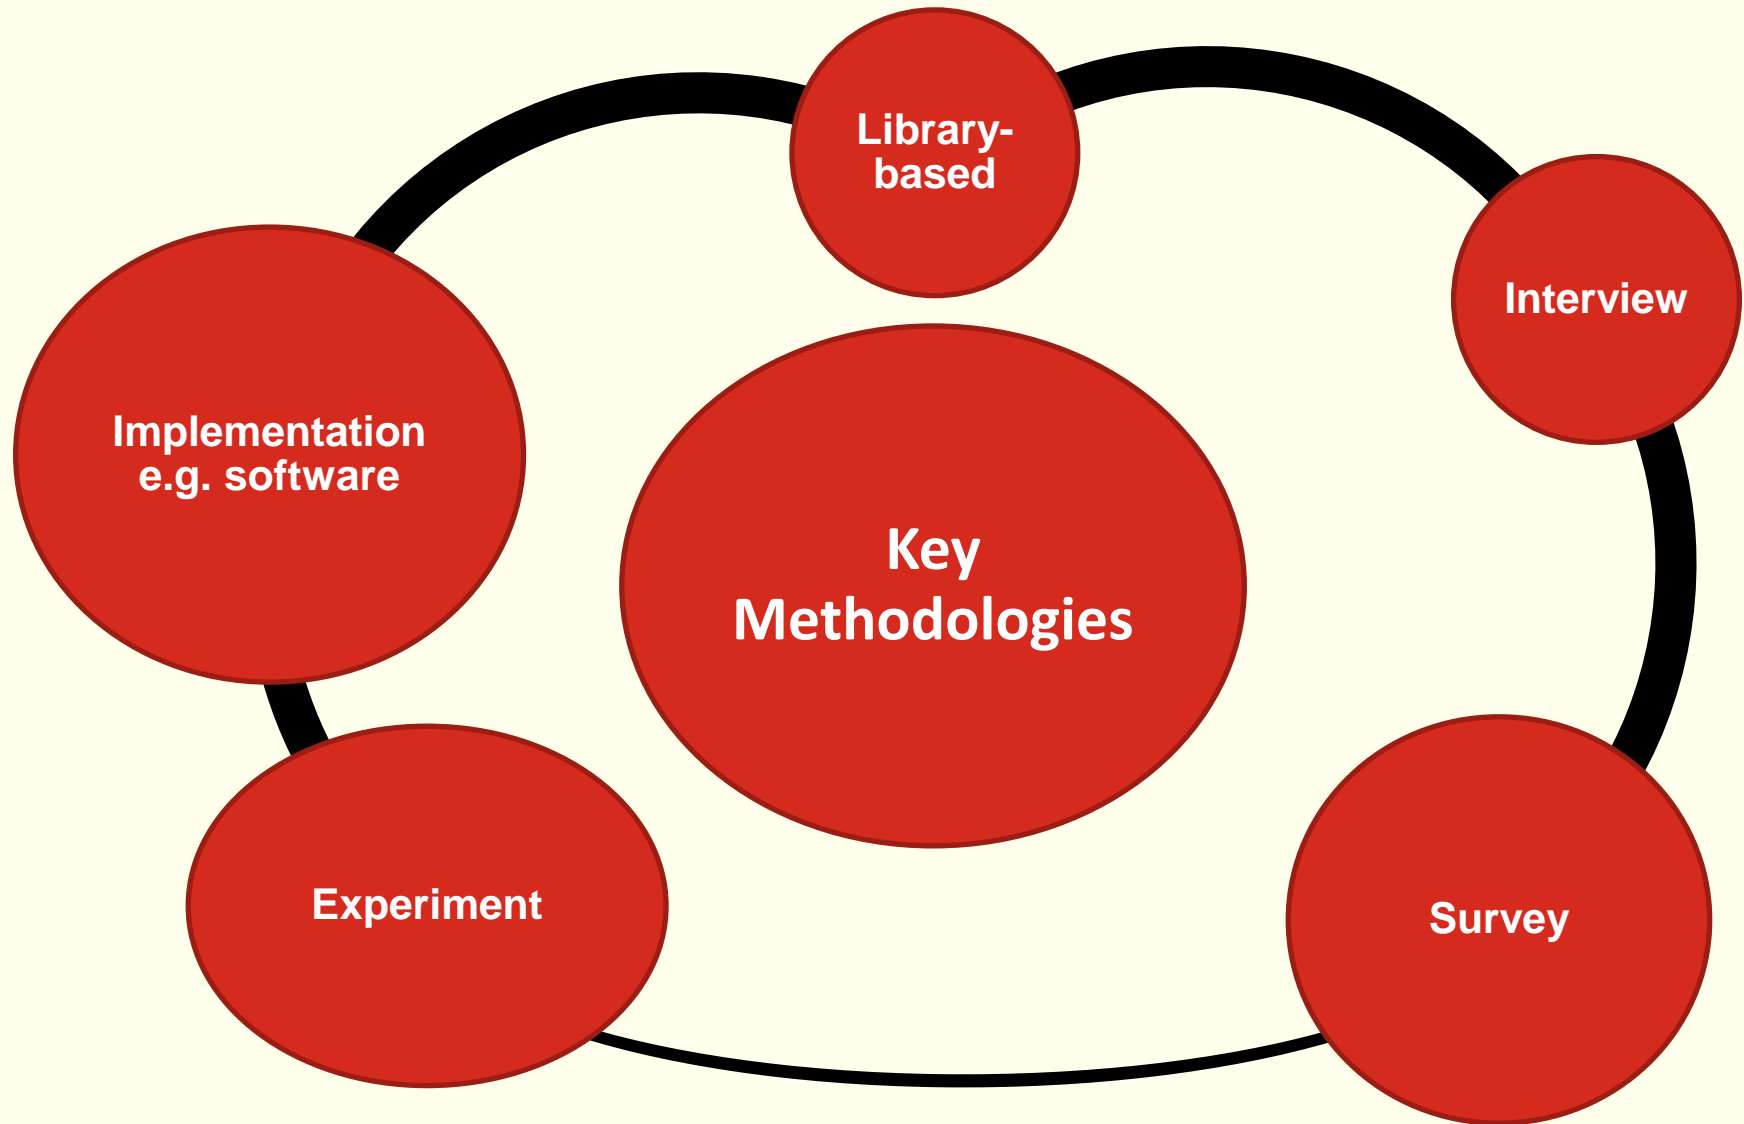 Library-
based
Interview
Implementation
e.g. software
Key
Methodologies
Experiment
Survey